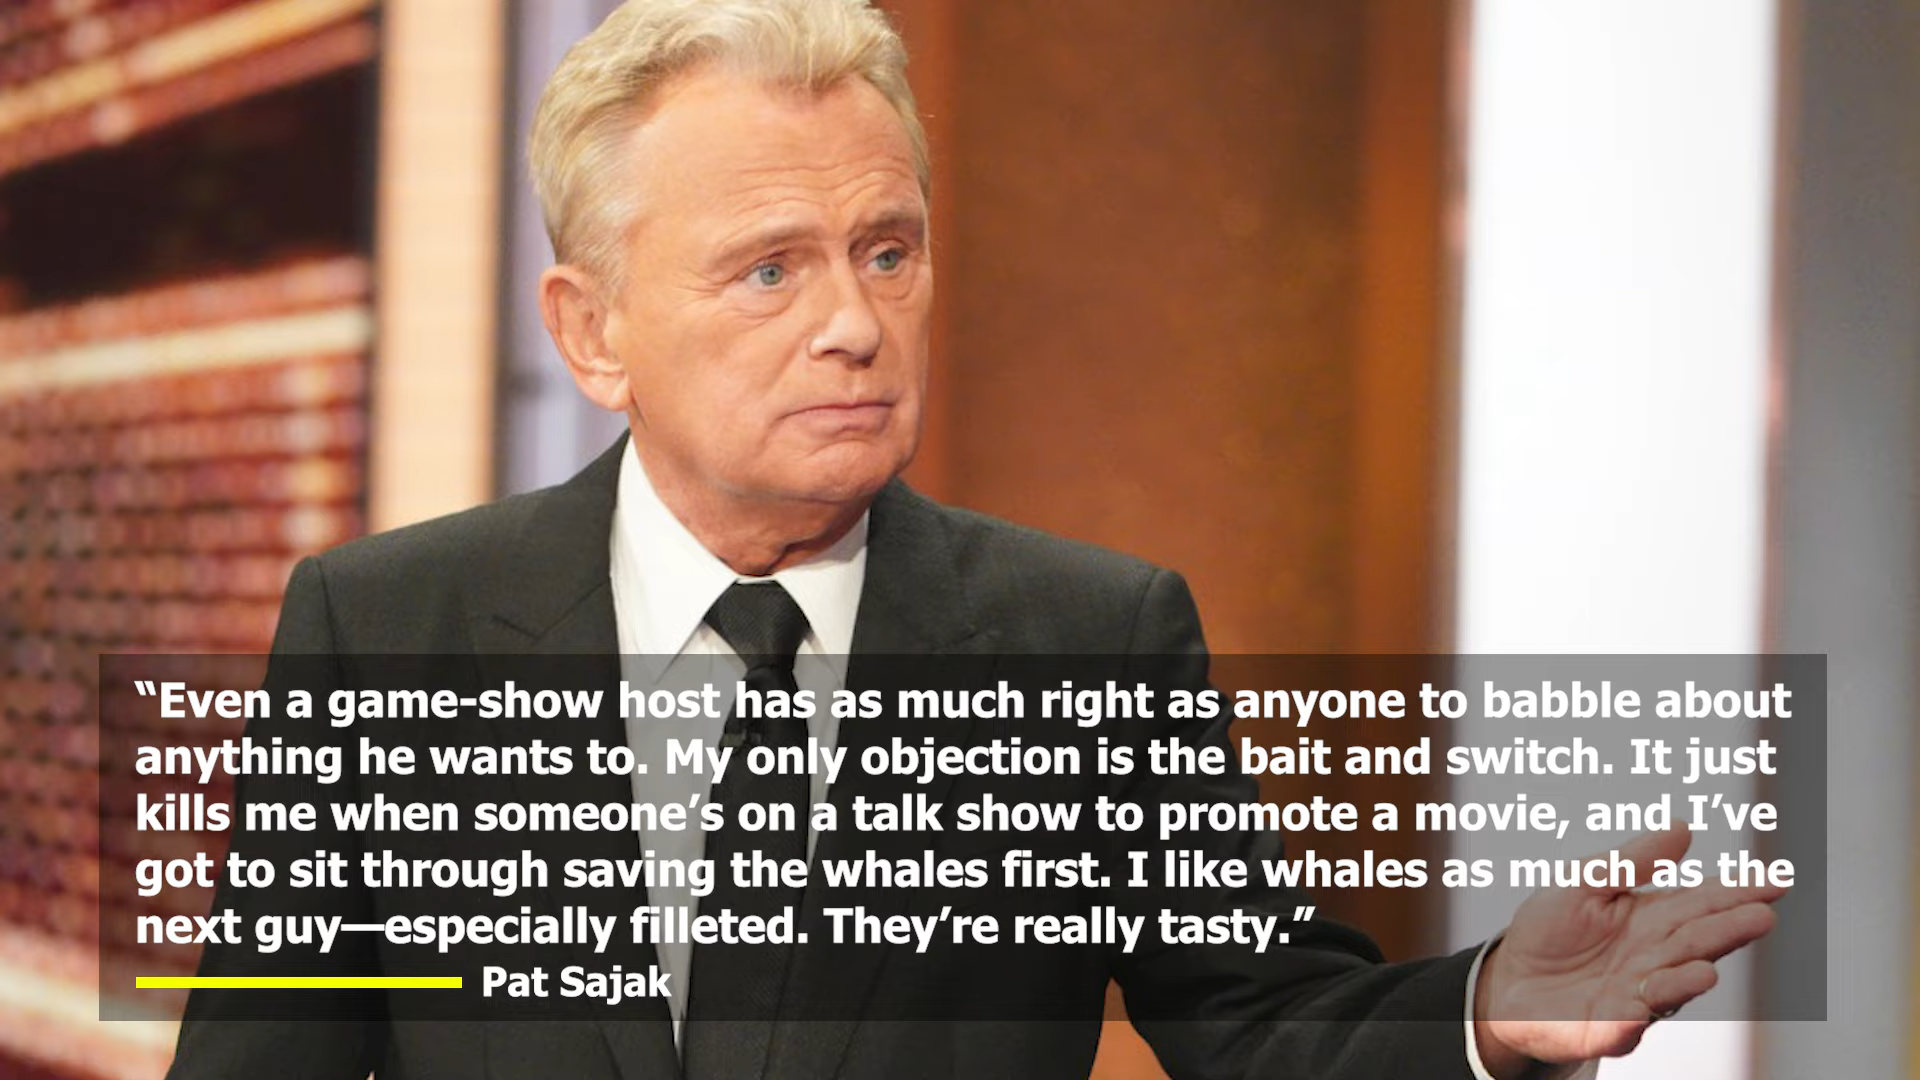 “Even a game-show host has as much right as anyone to babble about
anything he wants to. My only objection is the bait and switch. It just
kills me when someone’s on a talk show to promote a movie, and I’ve
got to sit through saving the whales first. I like whales as much as the
next guy—especially filleted. They’re really tasty.”
Pat Sajak